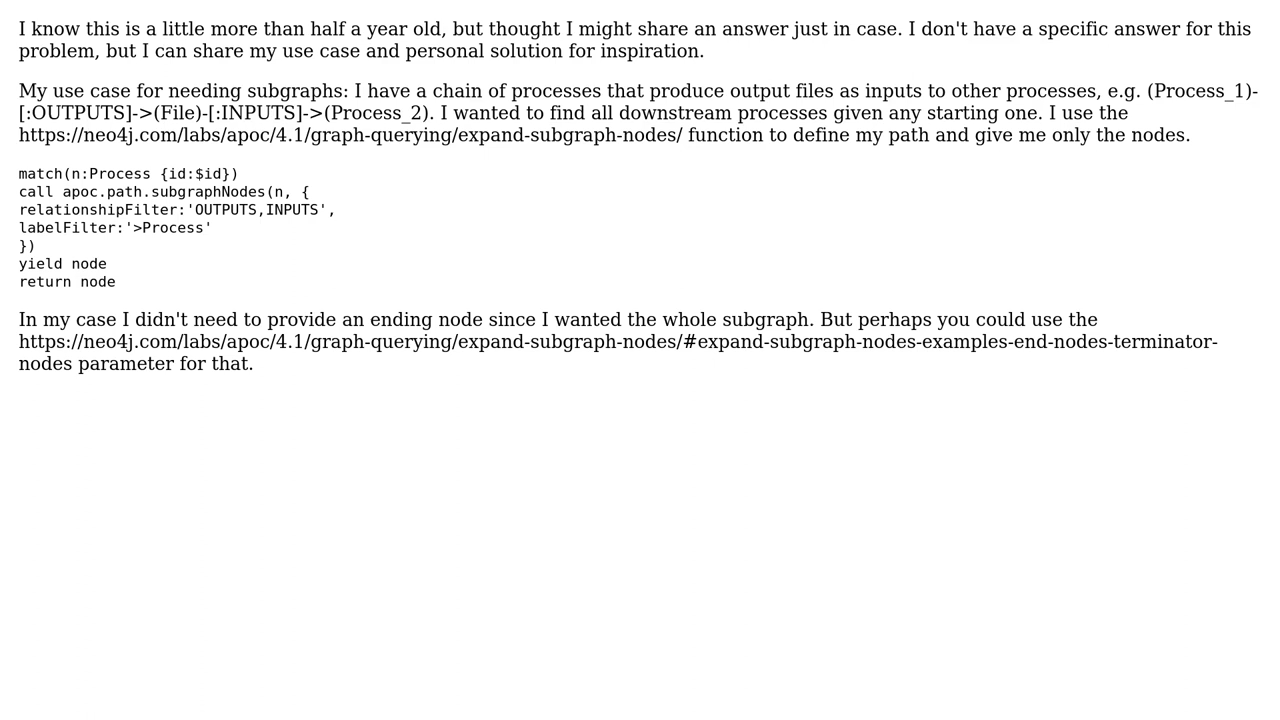 I know this is a little more than half a year old, but thought I might share an answer just in case. I don't have a specific answer for this
problem, but I can share my use case and personal solution for inspiration.
My use case for needing subgraphs: I have a chain of processes that produce output files as inputs to other processes, e.g. (Process_1)-
[:OUTPUTS]->(File)-[:INPUTS]->(Process_2). I wanted to find all downstream processes given any starting one. I use the
https://neo4j.com/labs/apoc/4.1/graph-querying/expand-subgraph-nodes/ function to define my path and give me only the nodes.
match(n:Process {id:$id})
call apoc.path.subgraphNodes(n, {
relationshipFilter:'OUTPUTS,INPUTS',
labelFilter:'>Process'
})
yield node
return node
In my case I didn't need to provide an ending node since I wanted the whole subgraph. But perhaps you could use the
https://neo4j.com/labs/apoc/4.1/graph-querying/expand-subgraph-nodes/#expand-subgraph-nodes-examples-end-nodes-terminator-
nodes parameter for that.